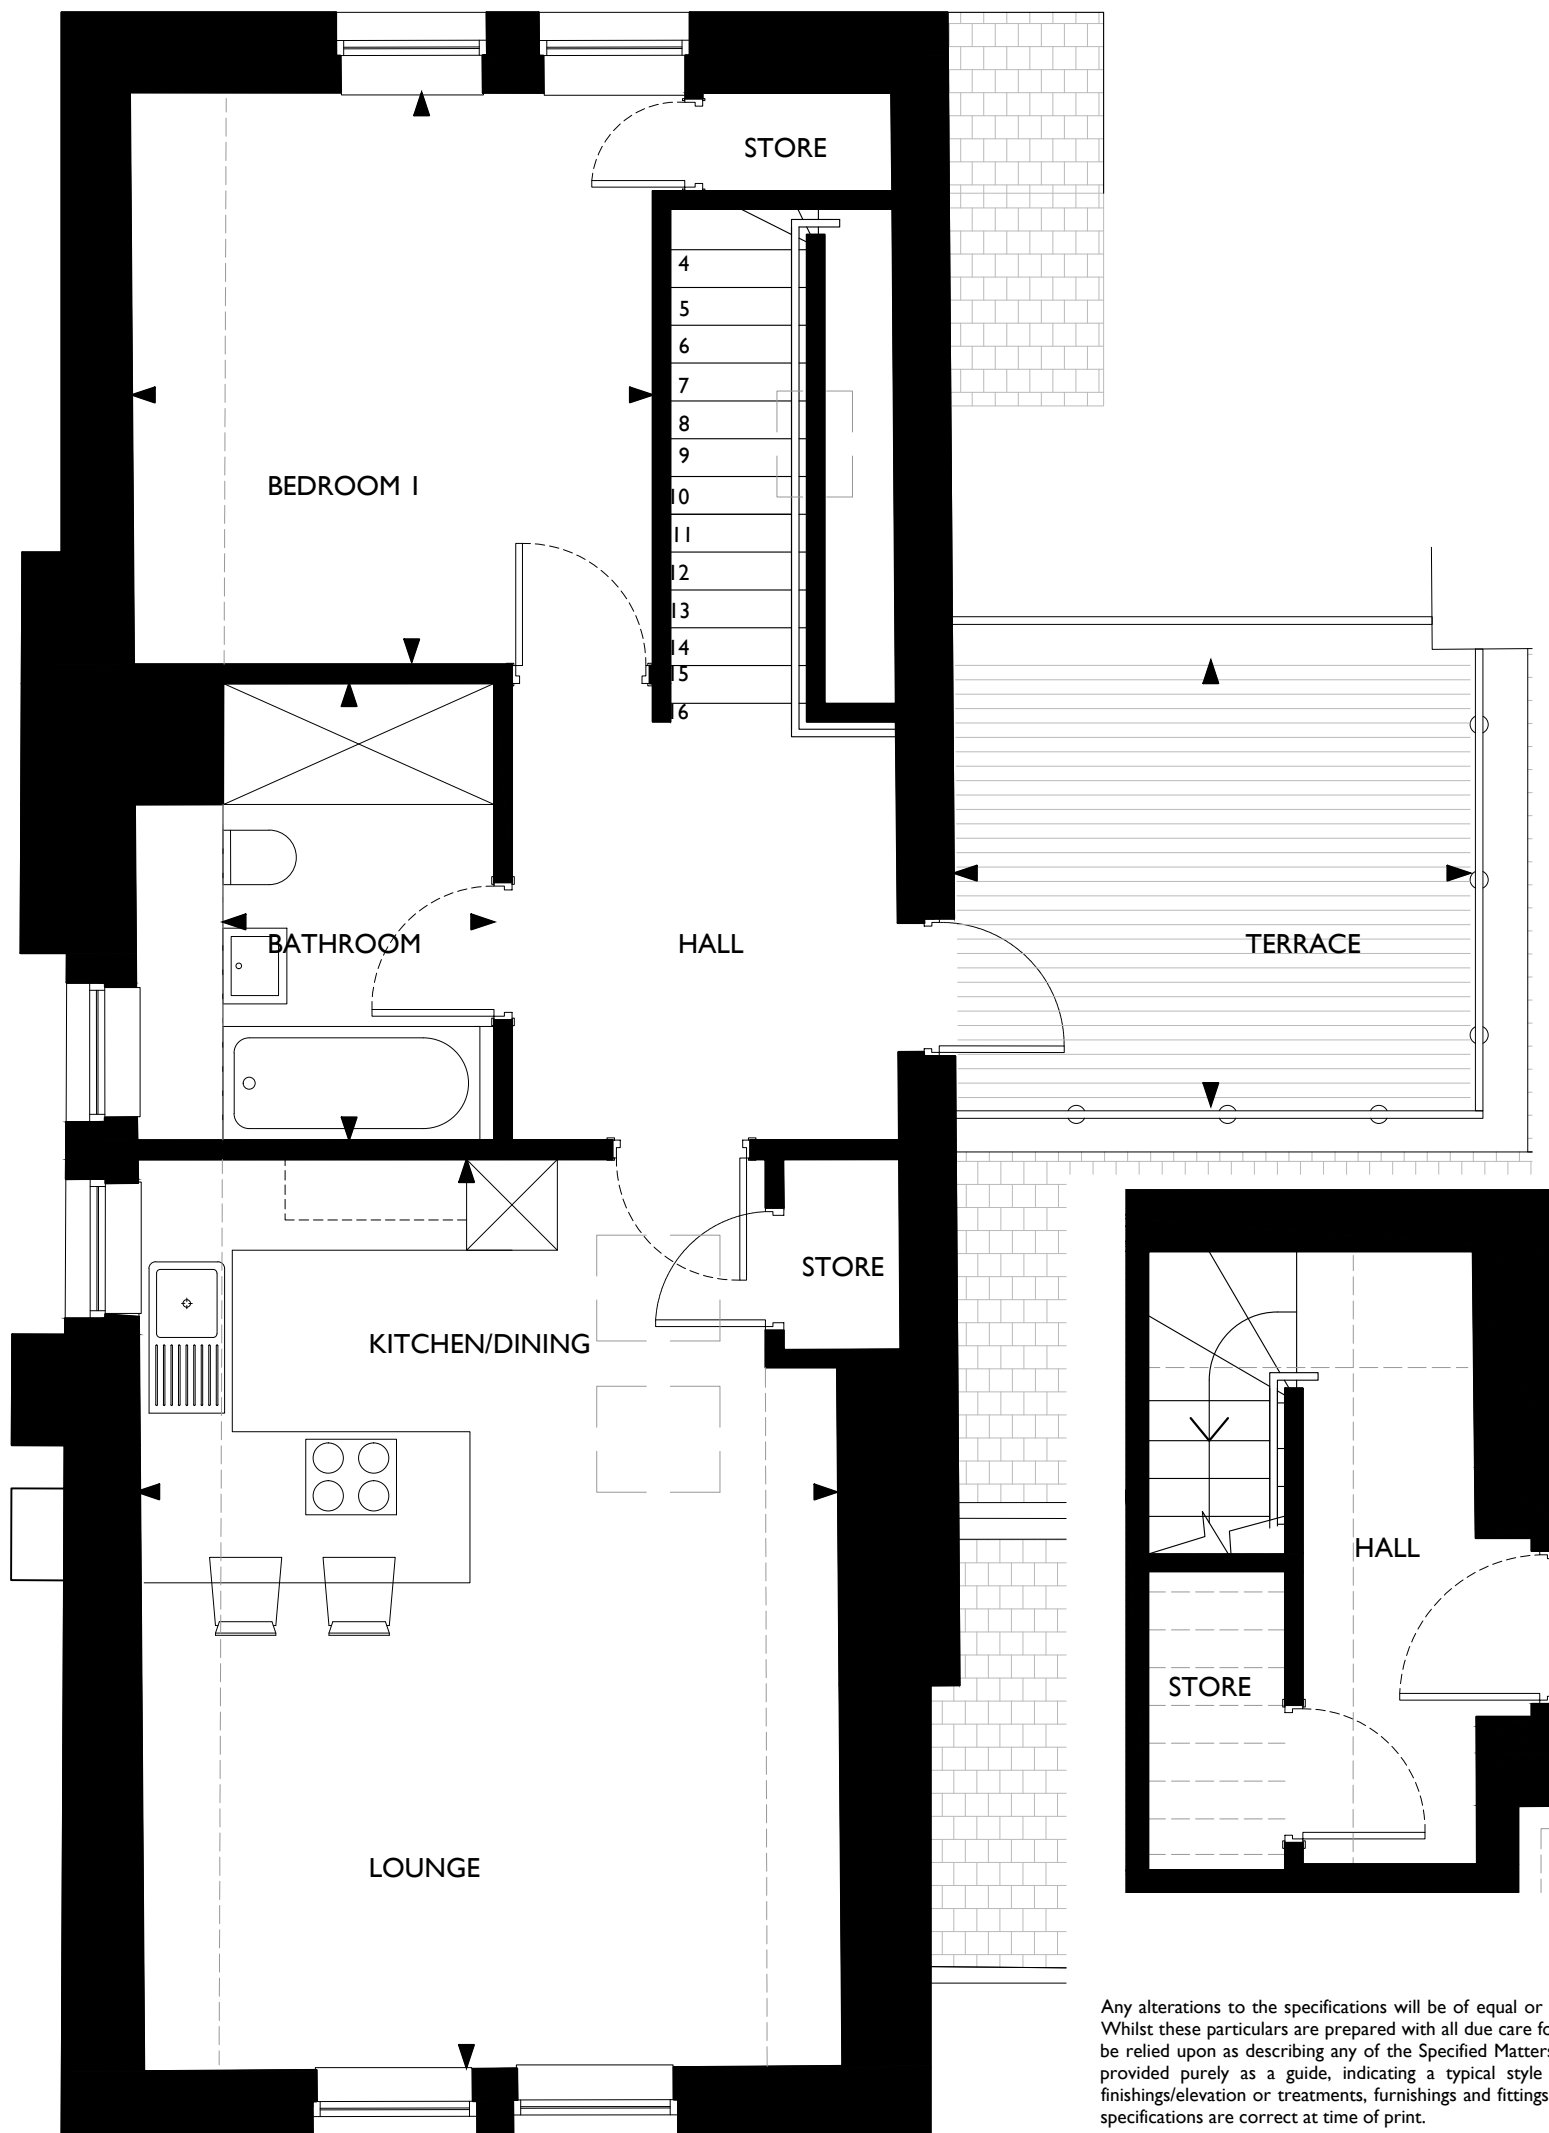 STORE
4
5
6
7
8
9
10
11
12
13
14
15
16
BEDROOM 1
BATHROOM
HALL
TERRACE
STORE
KITCHEN/DINING
HALL
STORE
LOUNGE
Any alterations to the specifications will be of equal or
Whilst these particulars are prepared with all due care fo
be relied upon as describing any of the Specified Matters
provided purely as a guide, indicating a typical style
finishings/elevation or treatments, furnishings and fittings
specifications are correct at time of print.